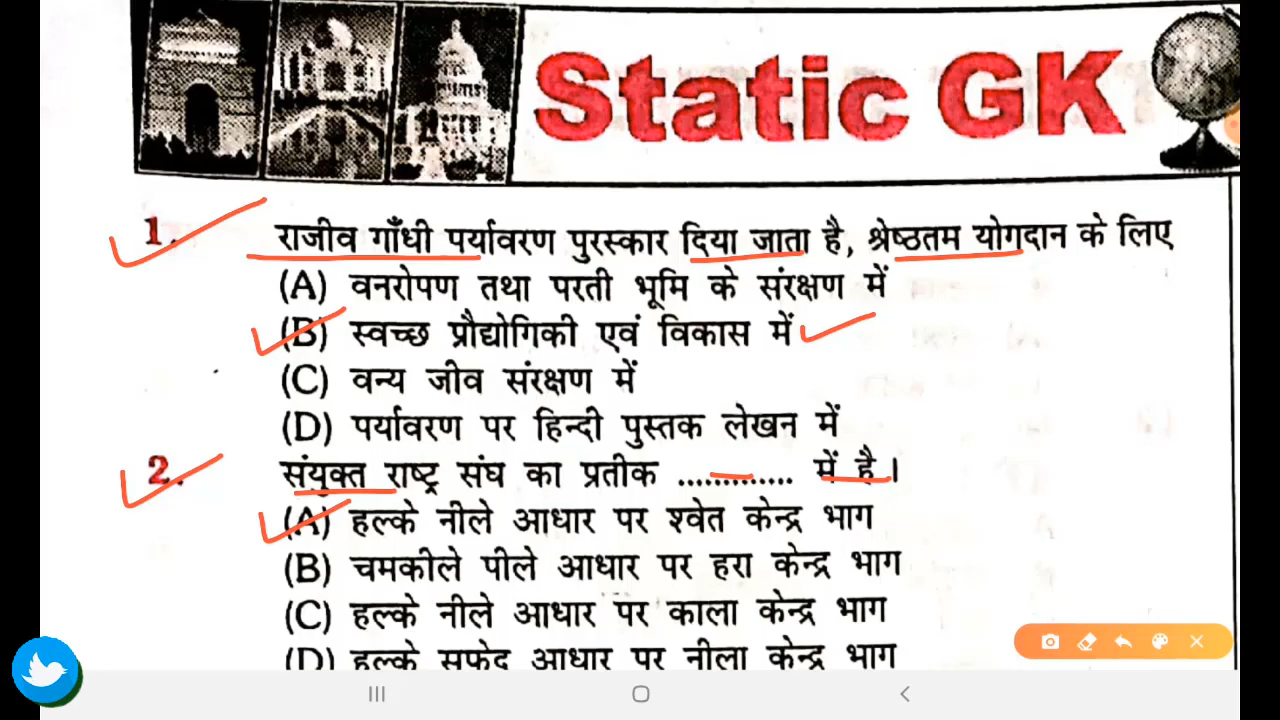 Static GK
1. राजीव गाँधी पर्यावरण पुरस्कार दिया जाता है, श्रेष्ठतम योगदान के लिए
(A) वनरोपण तथा परती भूमि के संरक्षण में
(B) स्वच्छ प्रौद्योगिकी एवं विकास में
(C) वन्य जीव संरक्षण में
(D) पर्यावरण पर हिन्दी पुस्तक लेखन में
2. संयुक्त राष्ट्र संघ का प्रतीक ............. में है।
(A) हल्के नीले आधार पर श्वेत केन्द्र भाग
(B) चमकीले पीले आधार पर हरा केन्द्र भाग
(C) हल्के नीले आधार पर काला केन्द्र भाग
(D) हल्के सफेद आधार पर नीला केन्द्र भाग